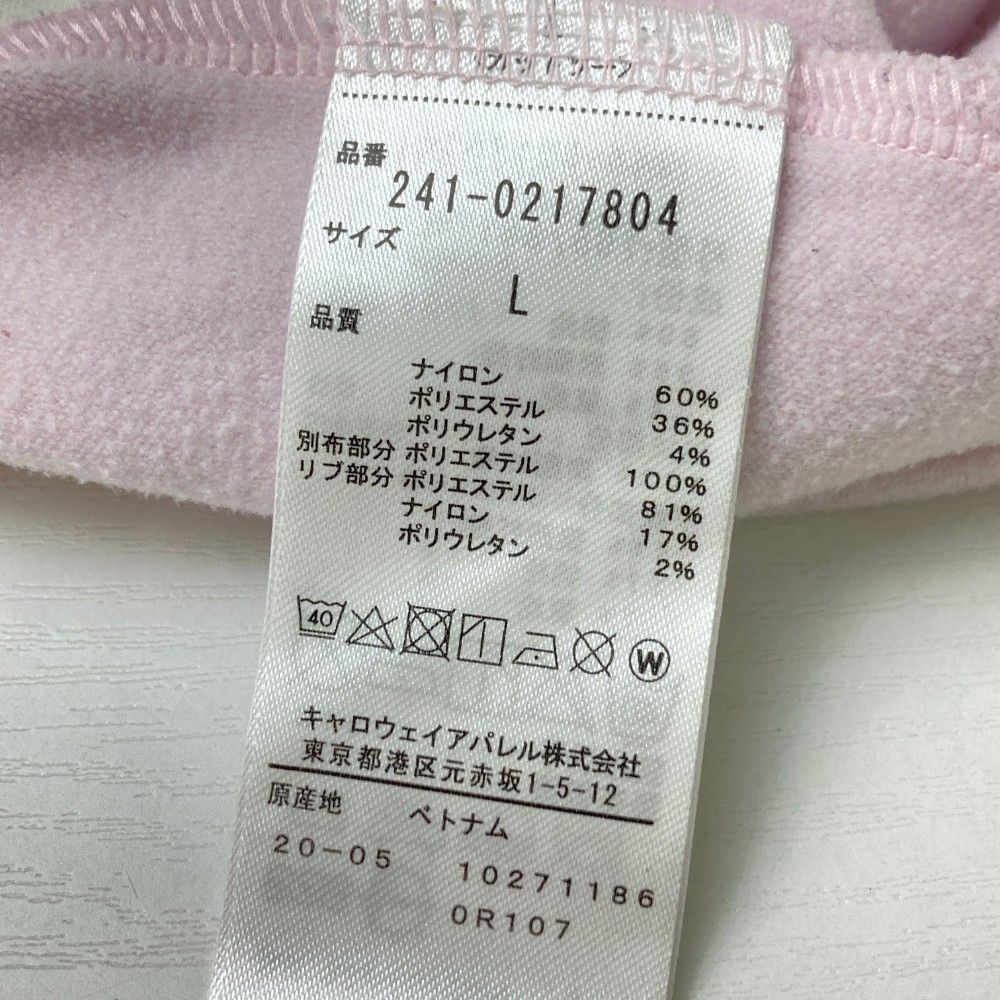 品番
241-0217804
サイズ
L
品質
ナイロン 60%
ポリエステル 36%
ポリウレタン 4%
別布部分 ポリエステル 100%
リブ部分 ポリエステル 81%
ナイロン 17%
ポリウレタン 2%
40
W
キャロウェイアパレル株式会社
東京都港区元赤坂1-5-12
原産地 ベトナム
20-05 10271186
0R107